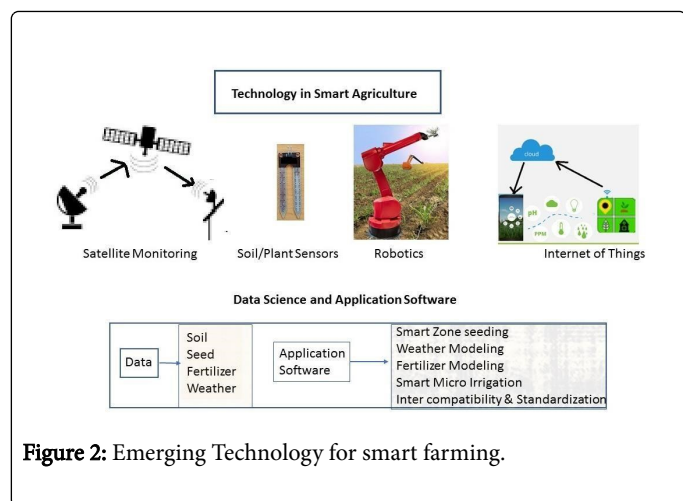 Technology in Smart Agriculture
cloud
pH
PPM
Satellite Monitoring
Soil/Plant Sensors
Robotics
Internet of Things
Data Science and Application Software
Data
Soil
Seed
Fertilizer
Weather
Application
Software
Smart Zone seeding
Weather Modeling
Fertilizer Modeling
Smart Micro Irrigation
Inter compatibility & Standardization
Figure 2: Emerging Technology for smart farming.